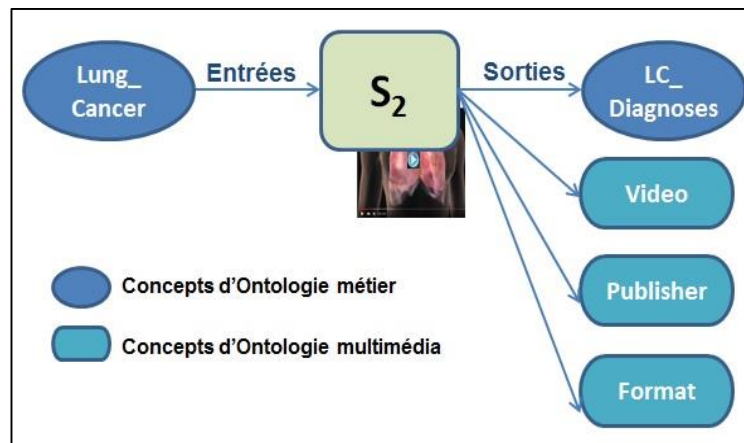 Lung_
Cancer
Entrées
S₂
Sorties
LC_
Diagnoses
Video
Publisher
Format
Concepts d’Ontologie métier
Concepts d’Ontologie multimédia